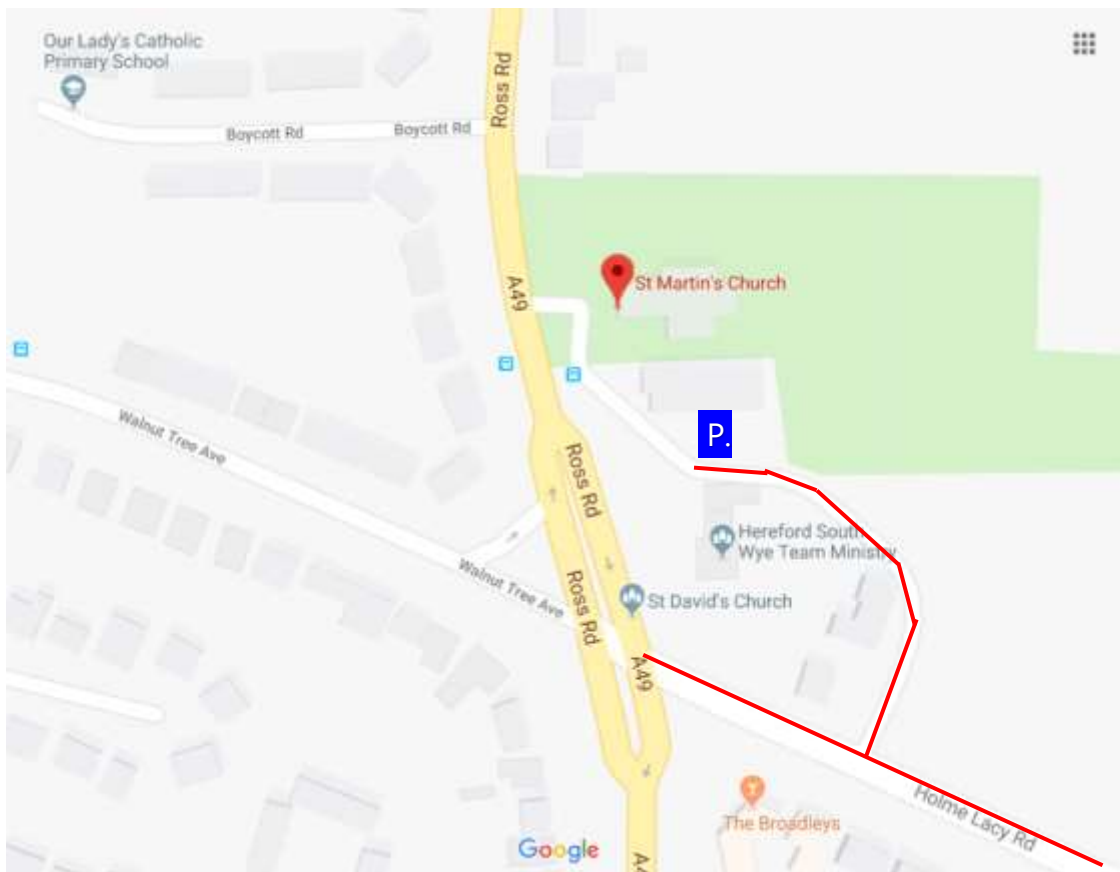 Our Lady's Catholic
Primary School
Ross Rd
Boycott Rd
Boycott Rd
St Martin's Church
A49
Walnut Tree Ave
P.
Ross Rd
Hereford South
Wye Team Ministry
Walnut Tree Ave
Ross Rd
St David's Church
A49
Holme Lacy Rd
The Broadleys
Google
A4